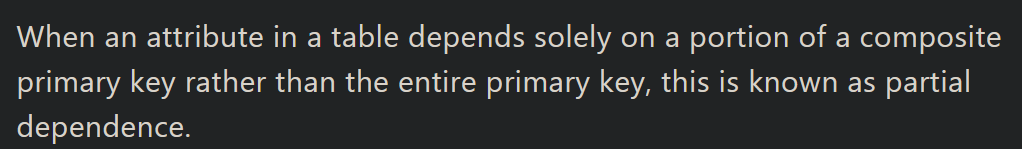 When an attribute in a table depends solely on a portion of a composite
primary key rather than the entire primary key, this is known as partial
dependence.